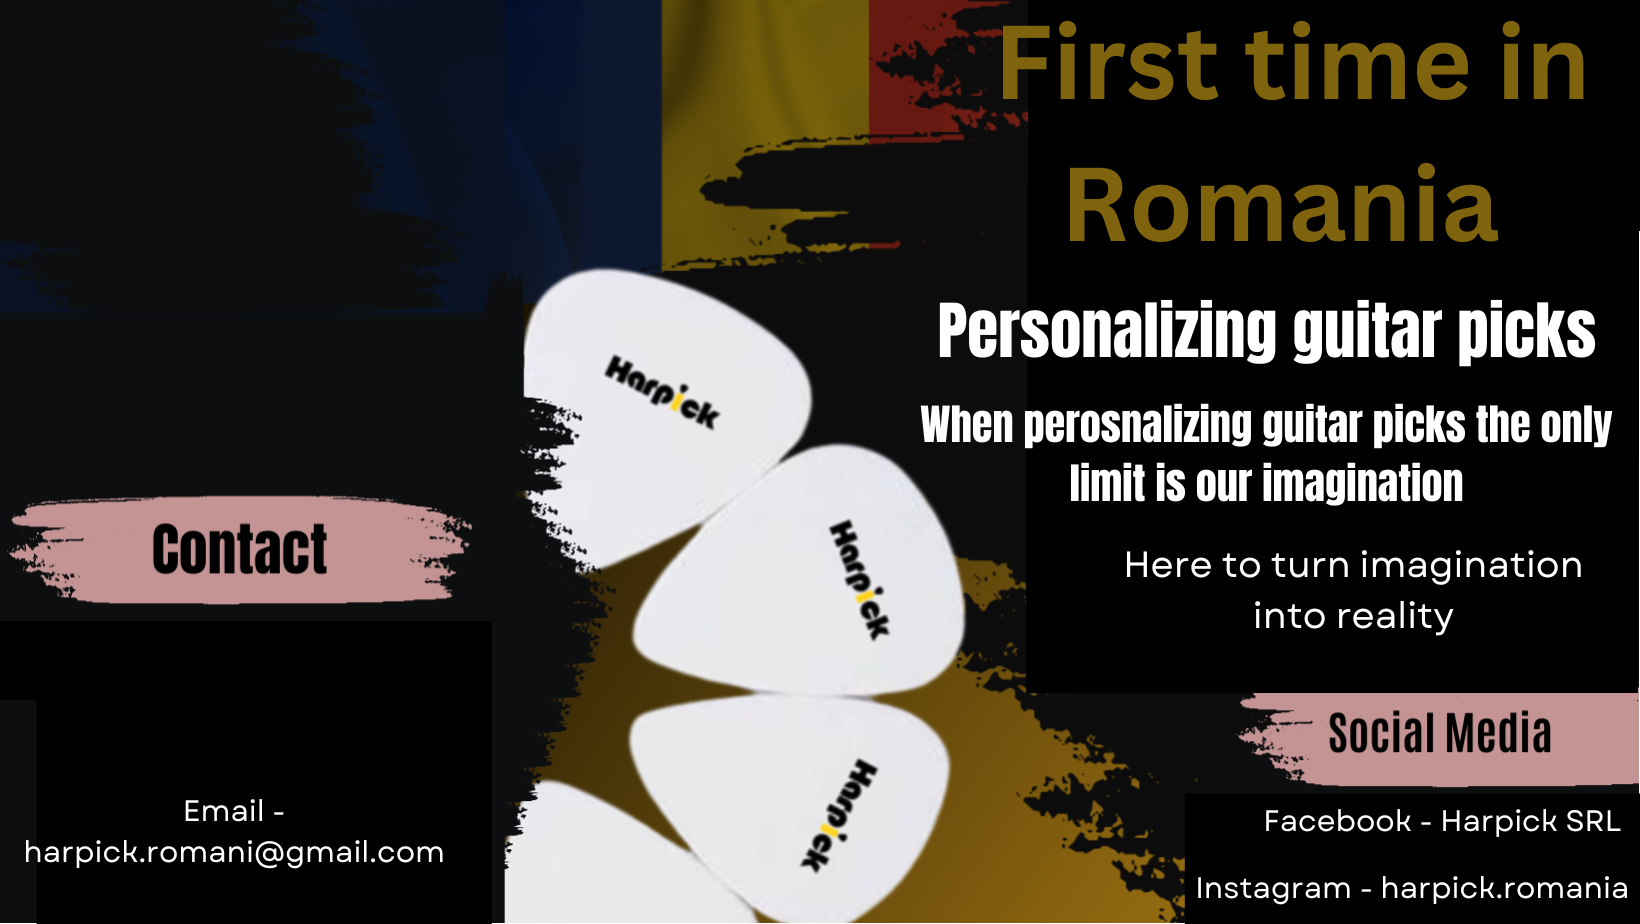 First time in
Romania
Personalizing guitar picks
When perosnalizing guitar picks the only
limit is our imagination
Here to turn imagination
into reality
Harpick
Harpick
Harpick
Contact
Email -
harpick.romani@gmail.com
Social Media
Facebook - Harpick SRL
Instagram - harpick.romania